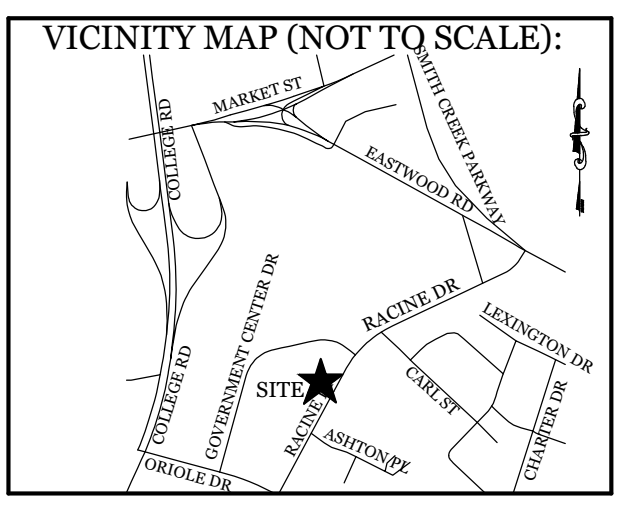 VICINITY MAP (NOT TO SCALE):
SMITH CREEK PARKWAY
MARKET ST
COLLEGE RD
EASTWOOD RD
GOVERNMENT CENTER DR
RACINE DR
LEXINGTON DR
SITE
CARL ST
COLLEGE RD
RACINE
CHARTER DR
ASHTON PL
ORIOLE DR